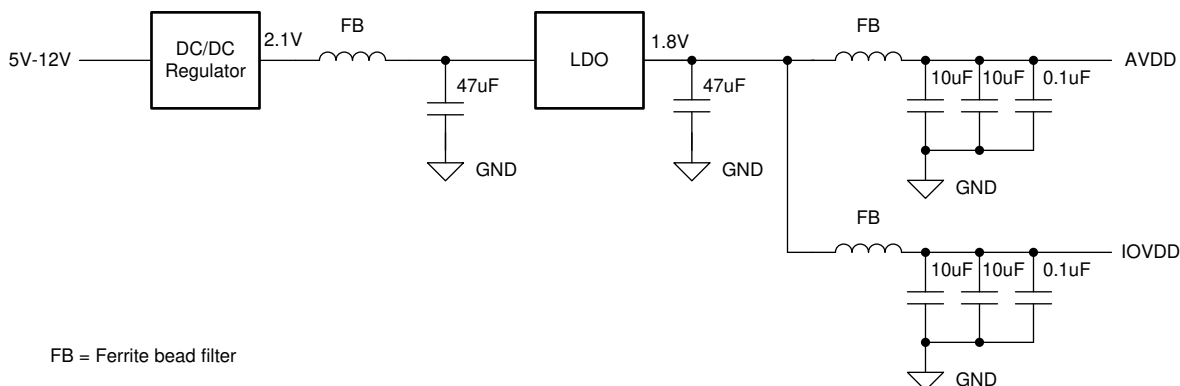 5V-12V
DC/DC
Regulator
2.1V
FB
47uF
GND
LDO
1.8V
47uF
GND
FB
10uF
10uF
0.1uF
AVDD
GND
FB
10uF
10uF
0.1uF
IOVDD
GND
FB = Ferrite bead filter